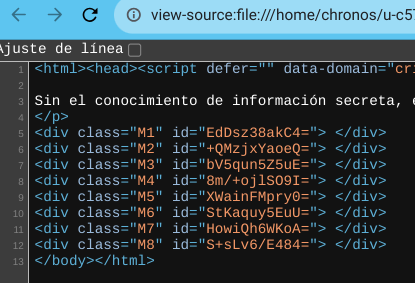 view-source:file:///home/chronos/u-c57
Ajuste de línea
1 <html><head><script defer="" data-domain="cri
2
3 Sin el conocimiento de información secreta, e
4 </p>
5 <div class="M1" id="EdDsz38akC4="> </div>
6 <div class="M2" id="+QMzjxYaoeQ="> </div>
7 <div class="M3" id="bV5qun5Z5uE="> </div>
8 <div class="M4" id="8m/+ojlSO9I="> </div>
9 <div class="M5" id="XWainFMpry0="> </div>
10 <div class="M6" id="StKaquy5EuU="> </div>
11 <div class="M7" id="HowiQh6WKoA="> </div>
12 <div class="M8" id="S+sLv6/E484="> </div>
13 </body></html>